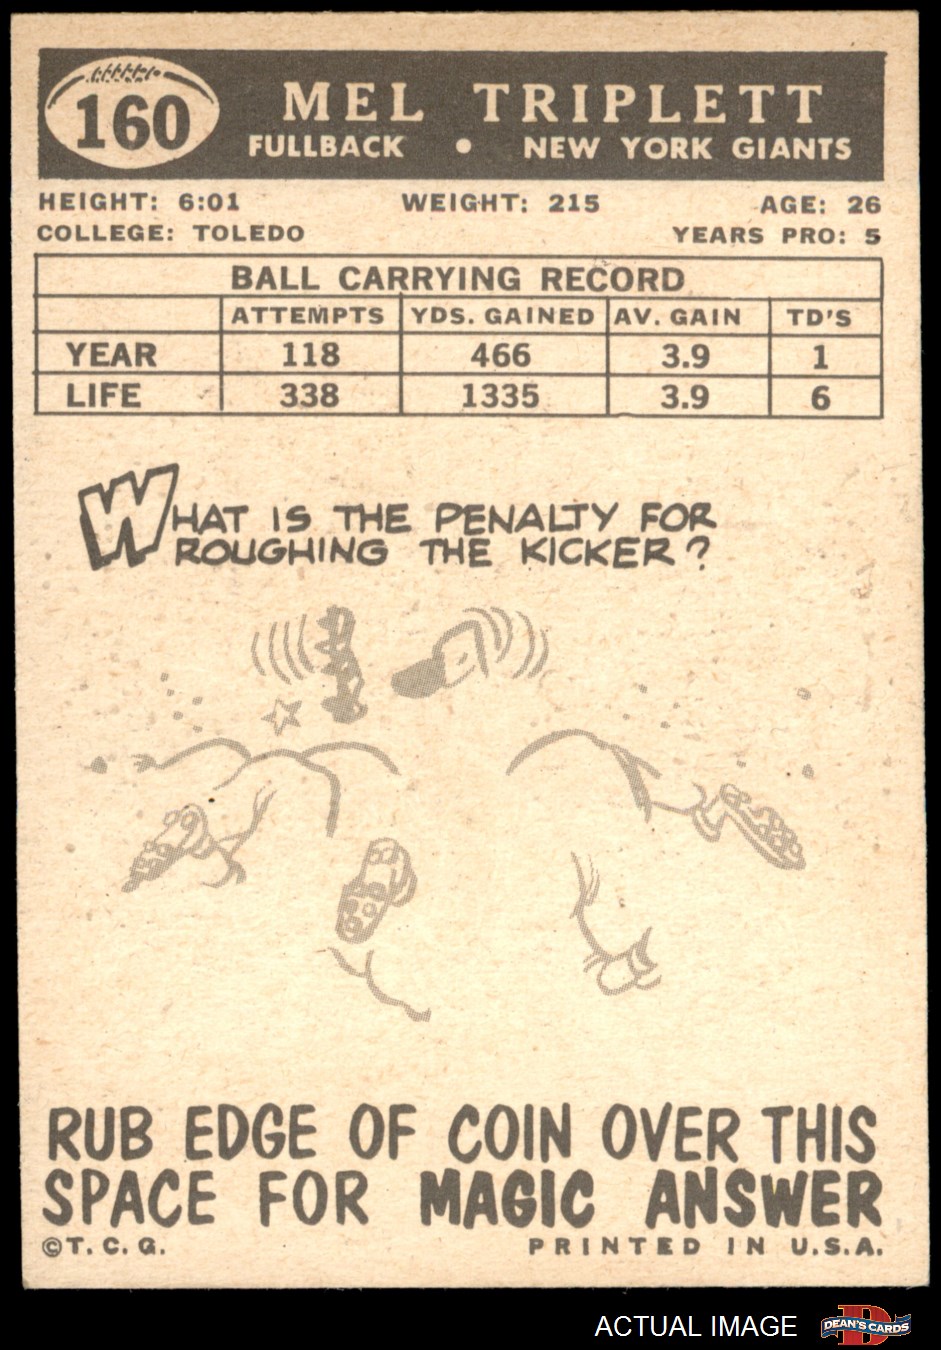 160
MEL TRIPLETT
FULLBACK • NEW YORK GIANTS
HEIGHT: 6:01 WEIGHT: 215 AGE: 26
COLLEGE: TOLEDO YEARS PRO: 5
BALL CARRYING RECORD
ATTEMPTS YDS. GAINED AV. GAIN TD'S
YEAR 118 466 3.9 1
LIFE 338 1335 3.9 6
WHAT IS THE PENALTY FOR
ROUGHING THE KICKER?
RUB EDGE OF COIN OVER THIS
SPACE FOR MAGIC ANSWER
©T. C. G. PRINTED IN U.S.A.
ACTUAL IMAGE
D
DEAN'S CARDS